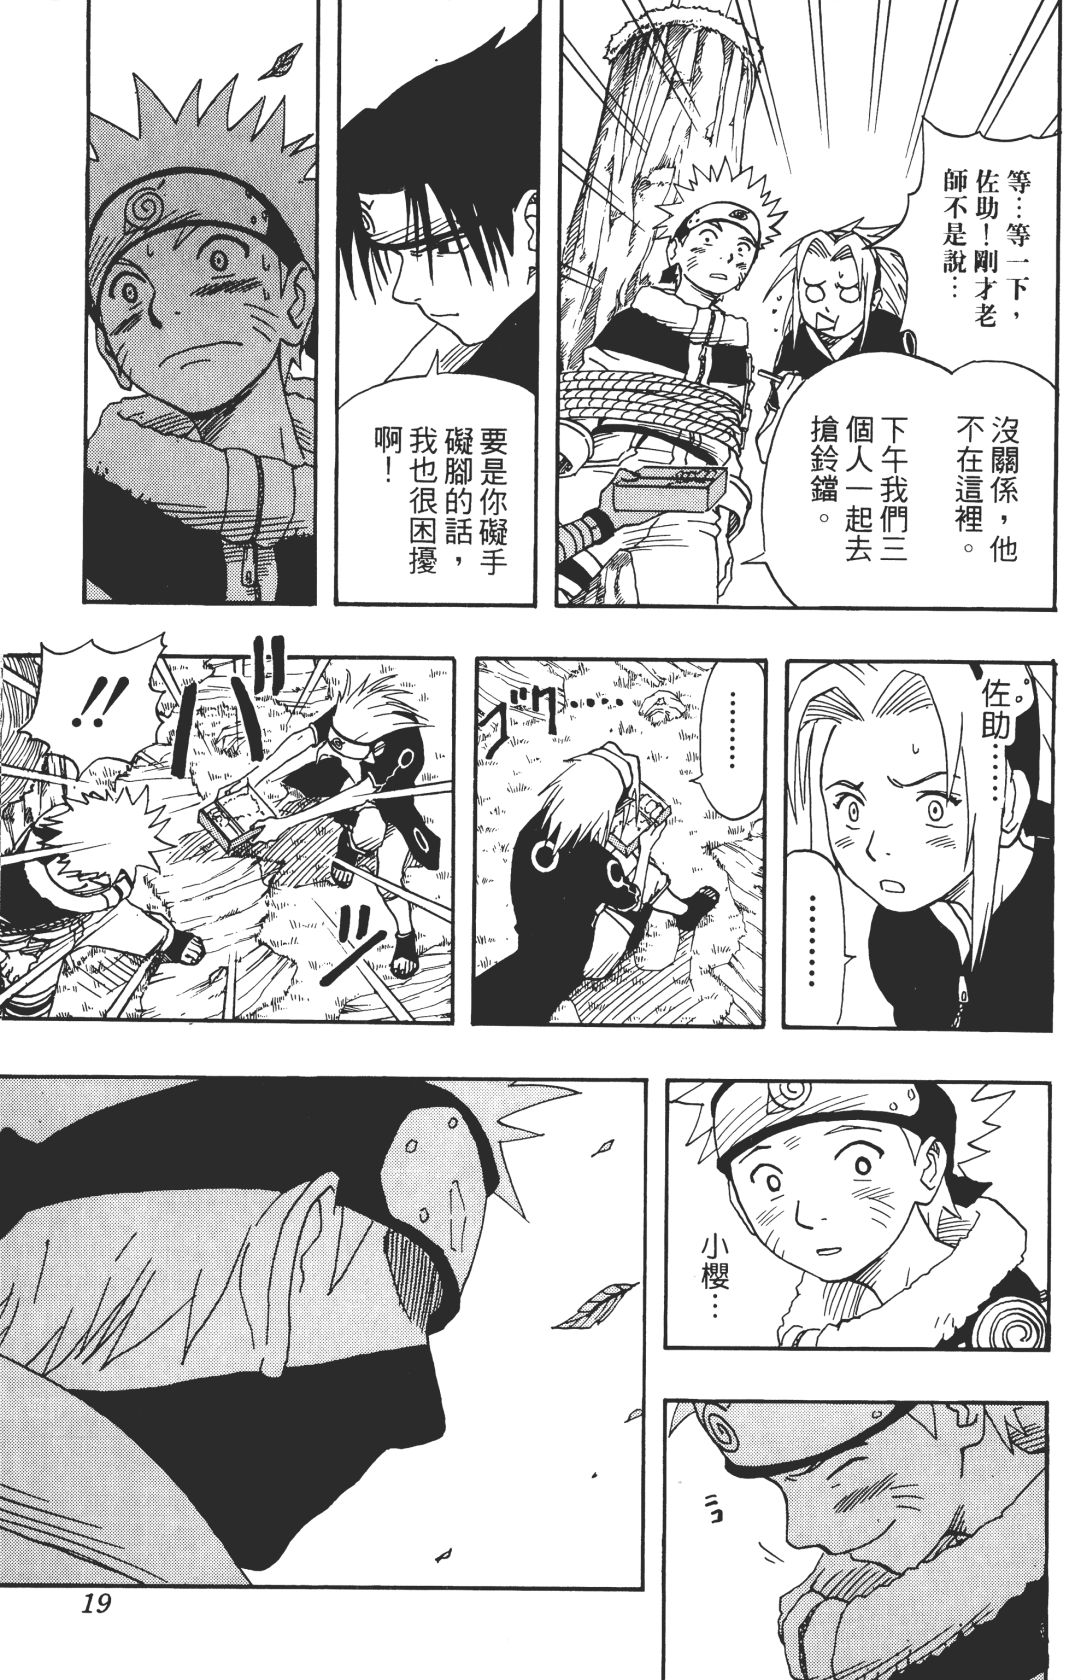 等…等一下，
佐助！剛才老
師不是說…
沒關係，他
不在這裡。
下午我們三
個人一起去
搶鈴鐺。
要是你礙手
礙腳的話，
我也很困擾
啊！
佐助……
………
………
!!
小櫻…
19